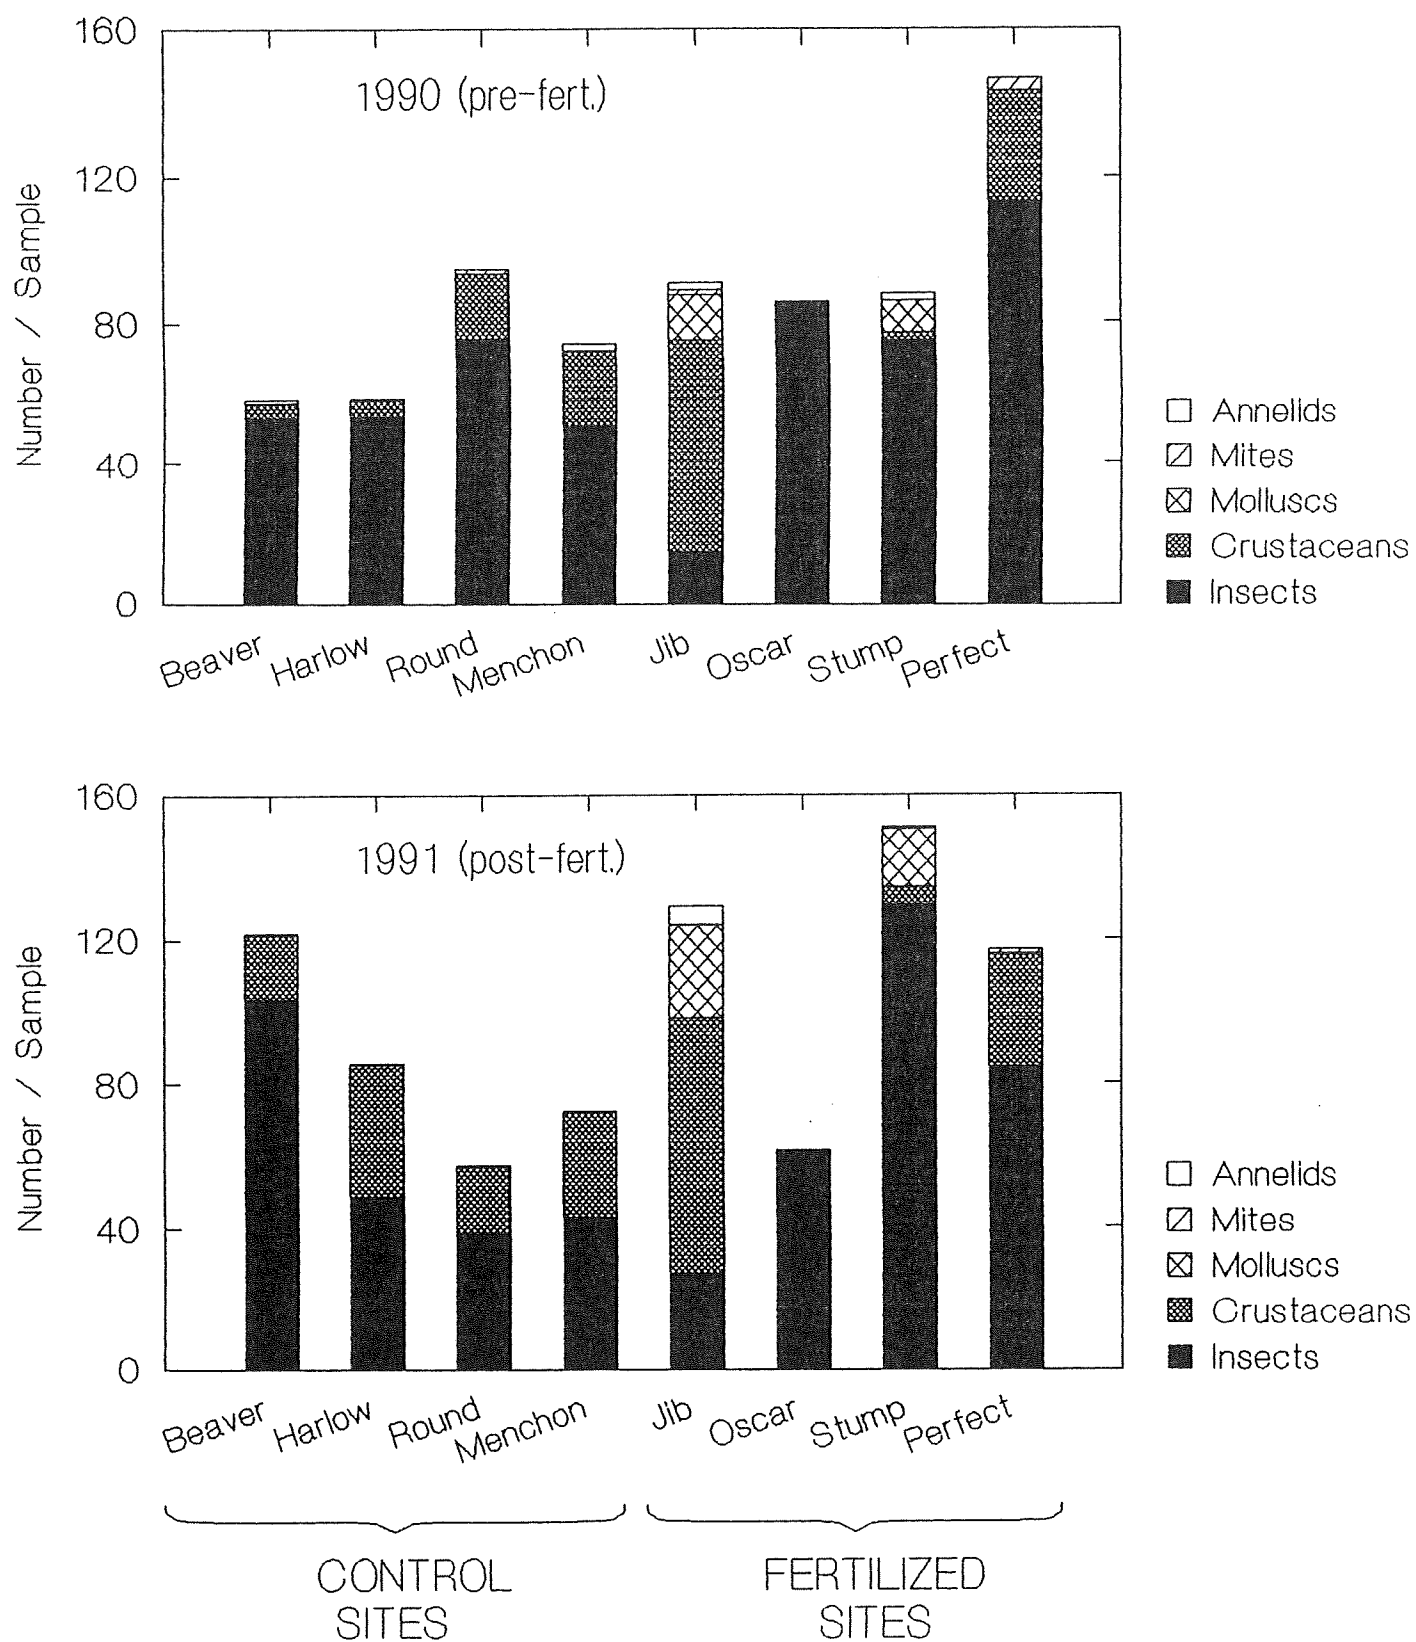 160
1990 (pre-fert.)
120
80
40
0
Number / Sample
Annelids
Mites
Molluscs
Crustaceans
Insects
Beaver
Harlow
Round
Menchon
Jib
Oscar
Stump
Perfect
160
1991 (post-fert.)
120
80
40
0
Number / Sample
Annelids
Mites
Molluscs
Crustaceans
Insects
Beaver
Harlow
Round
Menchon
Jib
Oscar
Stump
Perfect
CONTROL
SITES
FERTILIZED
SITES